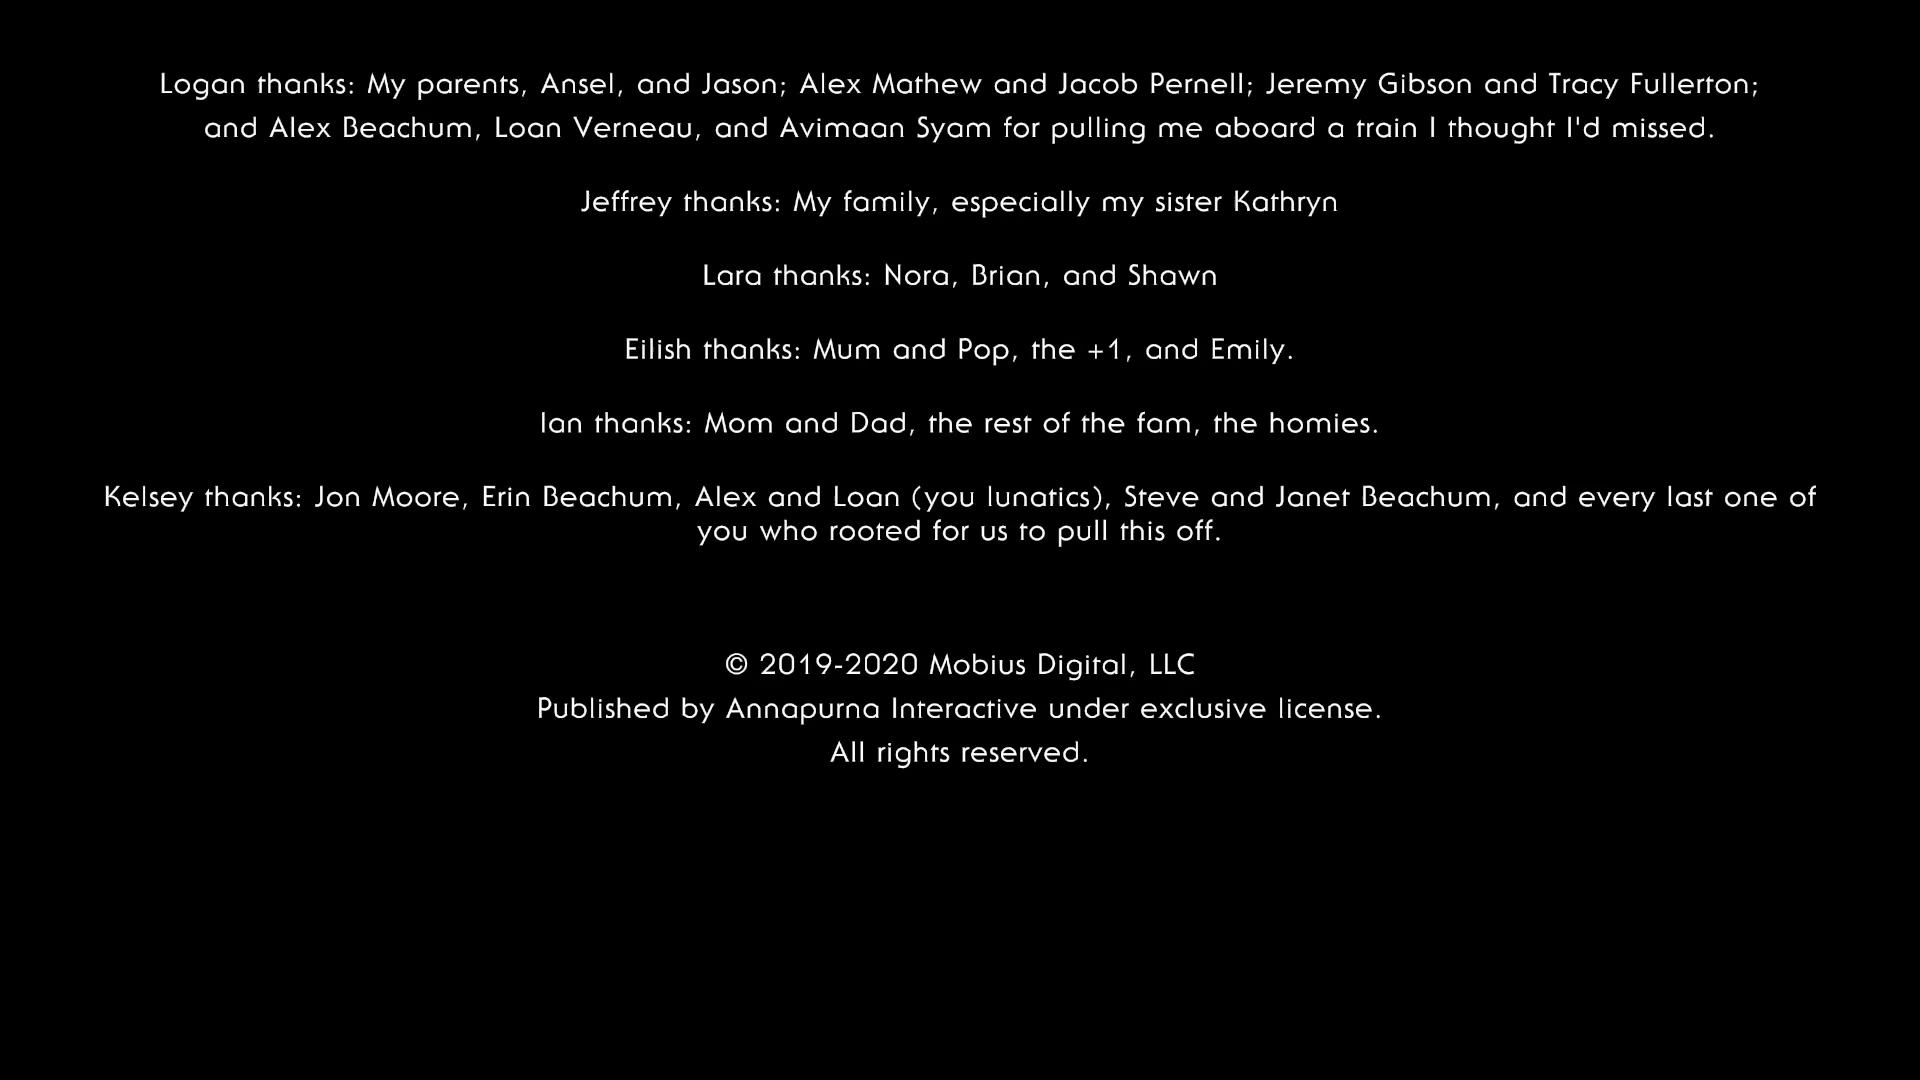 Logan thanks: My parents, Ansel, and Jason; Alex Mathew and Jacob Pernell; Jeremy Gibson and Tracy Fullerton;
and Alex Beachum, Loan Verneau, and Avimaan Syam for pulling me aboard a train I thought I'd missed.
Jeffrey thanks: My family, especially my sister Kathryn
Lara thanks: Nora, Brian, and Shawn
Eilish thanks: Mum and Pop, the +1, and Emily.
Ian thanks: Mom and Dad, the rest of the fam, the homies.
Kelsey thanks: Jon Moore, Erin Beachum, Alex and Loan (you lunatics), Steve and Janet Beachum, and every last one of
you who rooted for us to pull this off.
© 2019-2020 Mobius Digital, LLC
Published by Annapurna Interactive under exclusive license.
All rights reserved.